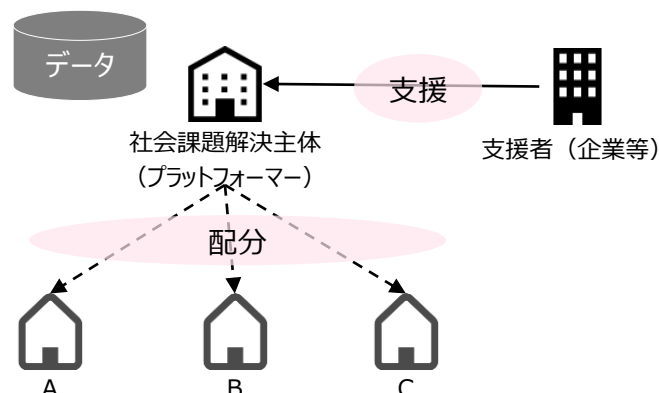 データ
支援
社会課題解決主体
（プラットフォーマー）
支援者（企業等）
配分
A
B
C